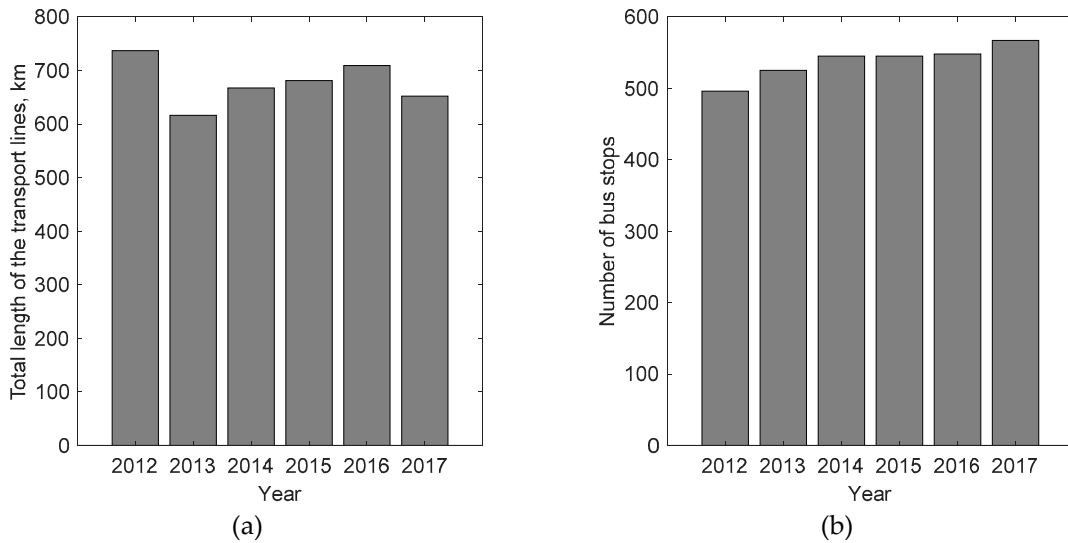 Total length of the transport lines, km
800
700
600
500
400
300
200
100
0
2012 2013 2014 2015 2016 2017
Year
(a)
Number of bus stops
600
500
400
300
200
100
0
2012 2013 2014 2015 2016 2017
Year
(b)